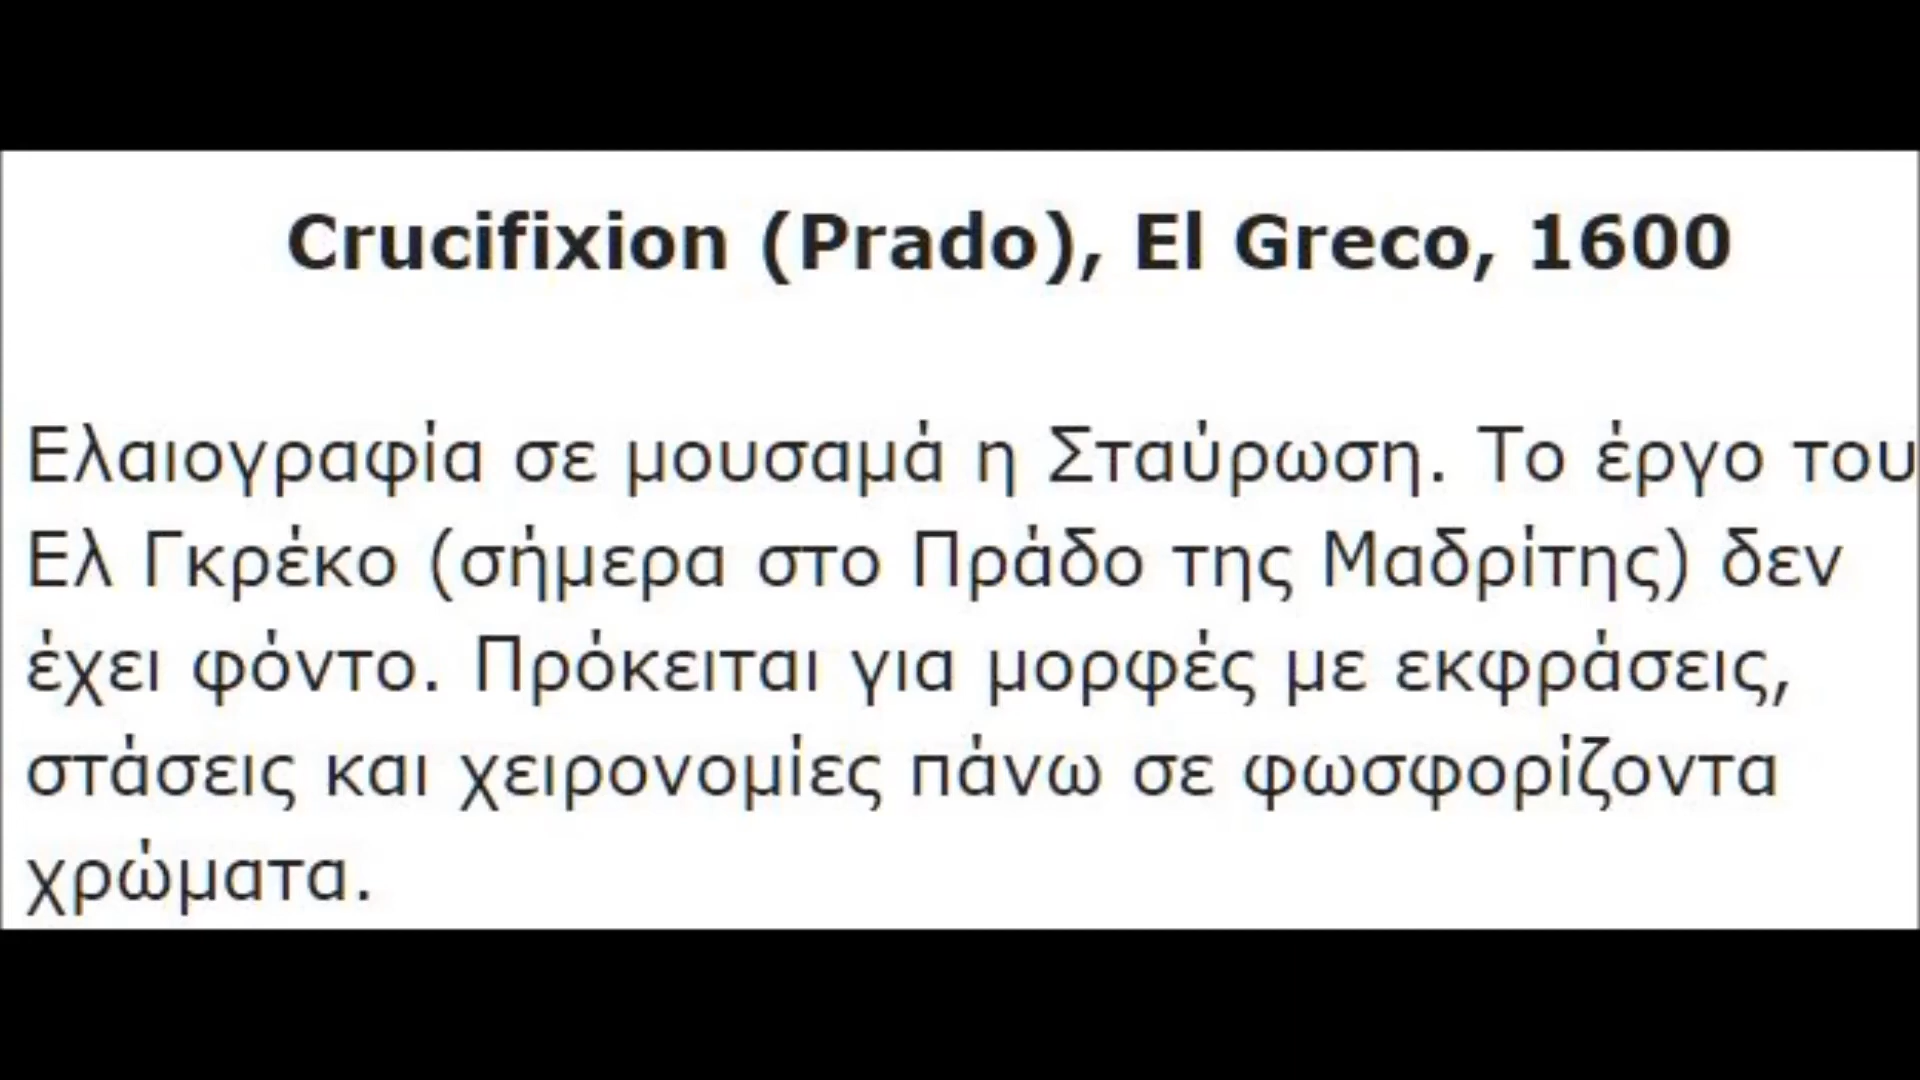 Crucifixion (Prado), El Greco, 1600
Ελαιογραφία σε μουσαμά η Σταύρωση. Το έργο του
Ελ Γκρέκο (σήμερα στο Πράδο της Μαδρίτης) δεν
έχει φόντο. Πρόκειται για μορφές με εκφράσεις,
στάσεις και χειρονομίες πάνω σε φωσφορίζοντα
χρώματα.